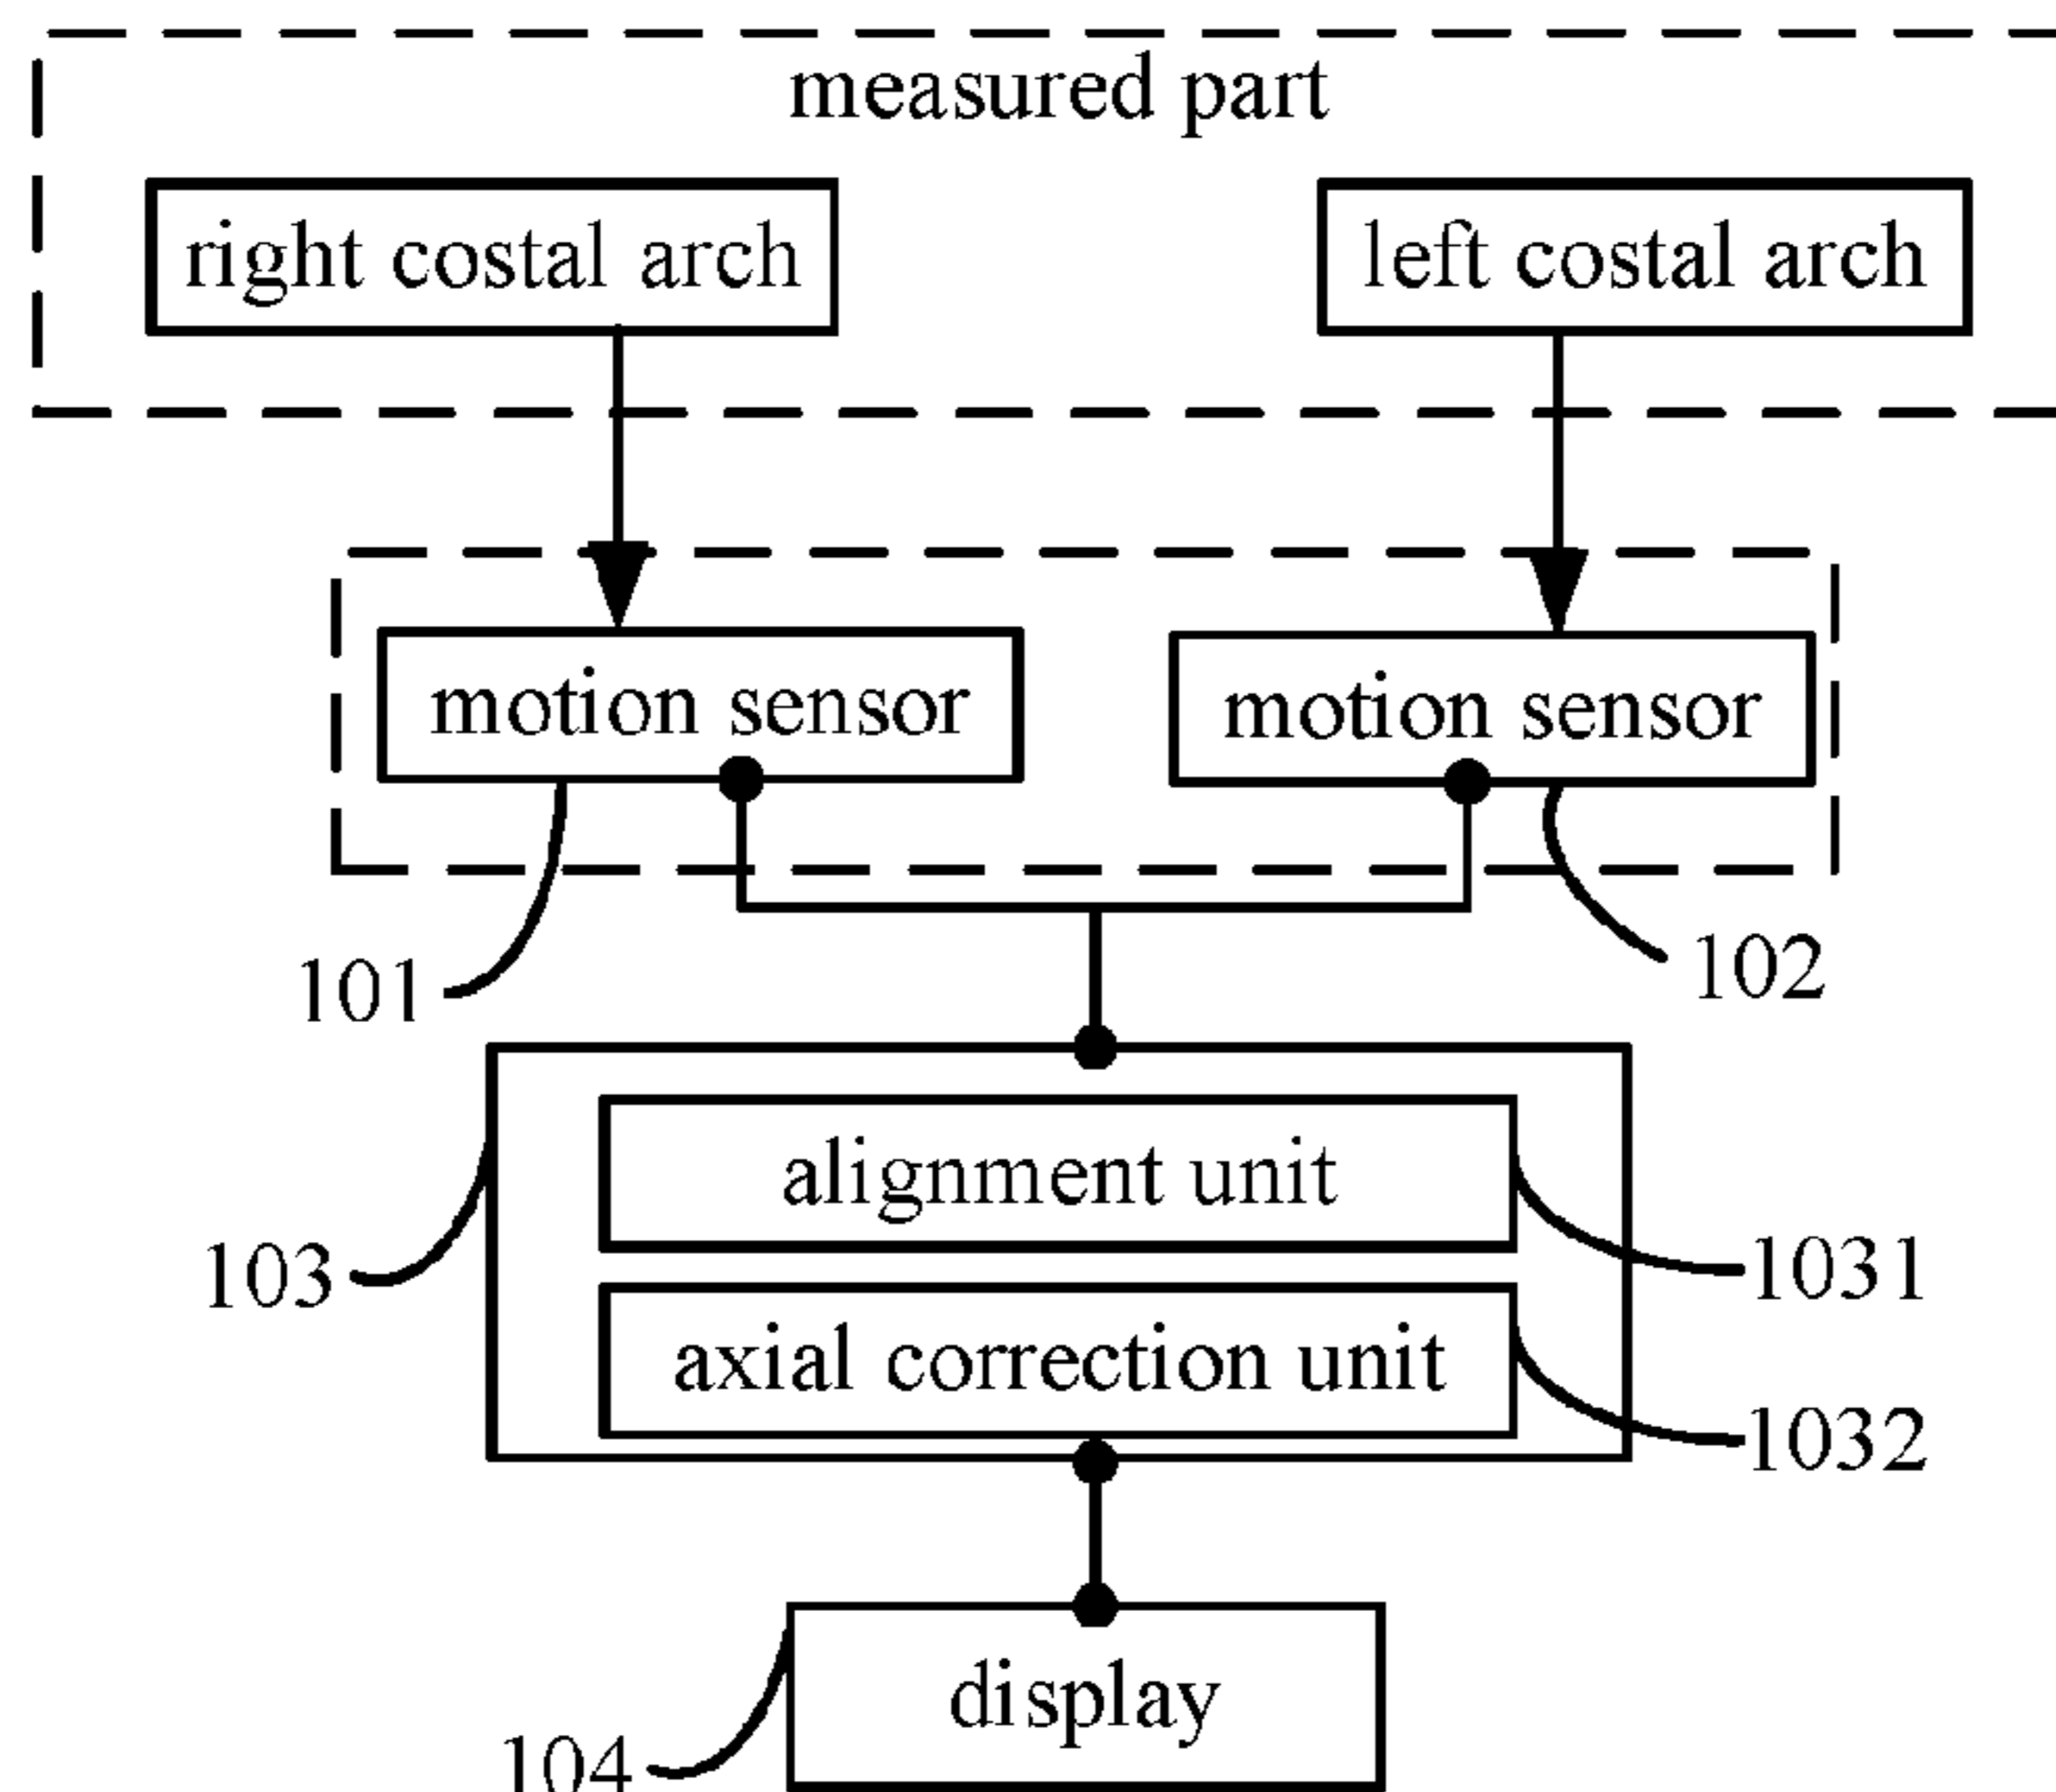 measured part
right costal arch
left costal arch
motion sensor
motion sensor
101
102
alignment unit
103
1031
axial correction unit
1032
display
104